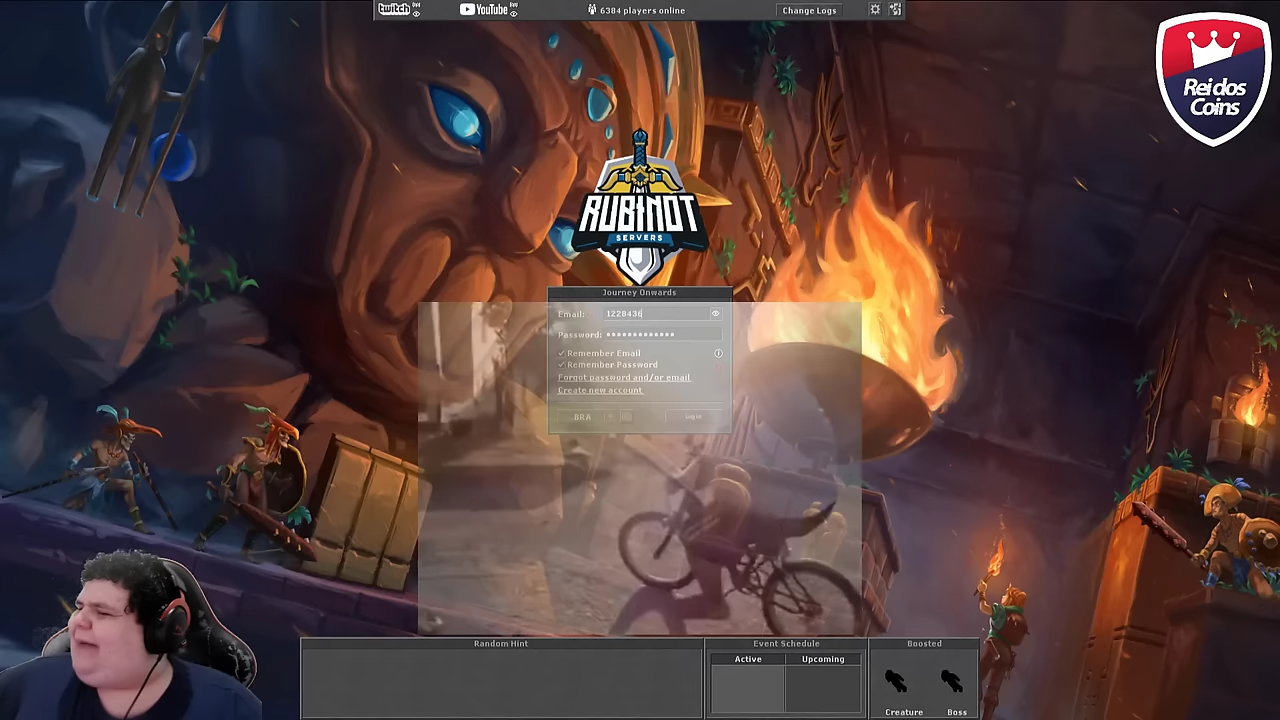 twitch
YouTube
6384 players online
Change Logs
Rei dos
Coins
RUBINOT
SERVERS
Journey Onwards
Email: 1228436
Password: •••••••••••••
Remember Email
Remember Password
Forgot password and/or email
Create new account
BRA
Login
Random Hint
Event Schedule
Boosted
Active
Upcoming
Creature
Boss